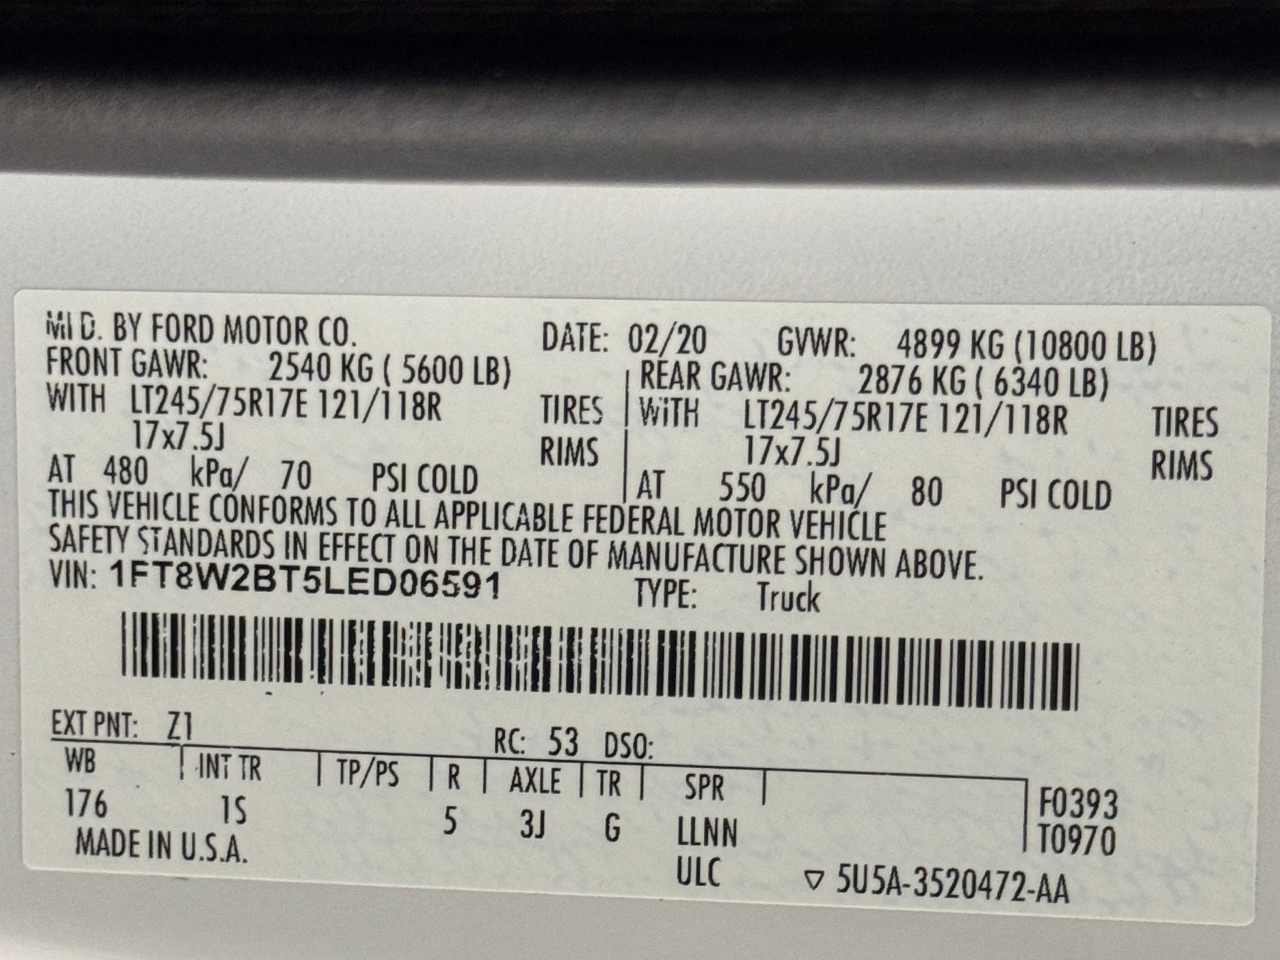 MFD. BY FORD MOTOR CO. DATE: 02/20 GVWR: 4899 KG (10800 LB)
FRONT GAWR: 2540 KG ( 5600 LB) REAR GAWR: 2876 KG ( 6340 LB)
WITH LT245/75R17E 121/118R TIRES WITH LT245/75R17E 121/118R TIRES
17x7.5J RIMS 17x7.5J RIMS
AT 480 kPa/ 70 PSI COLD AT 550 kPa/ 80 PSI COLD
THIS VEHICLE CONFORMS TO ALL APPLICABLE FEDERAL MOTOR VEHICLE
SAFETY STANDARDS IN EFFECT ON THE DATE OF MANUFACTURE SHOWN ABOVE.
VIN: 1FT8W2BT5LED06591 TYPE: Truck
EXT PNT: Z1 RC: 53 DSO:
WB INT TR TP/PS R AXLE TR SPR F0393
176 1S 5 3J G LLNN T0970
MADE IN U.S.A. ULC ▽ 5U5A-3520472-AA